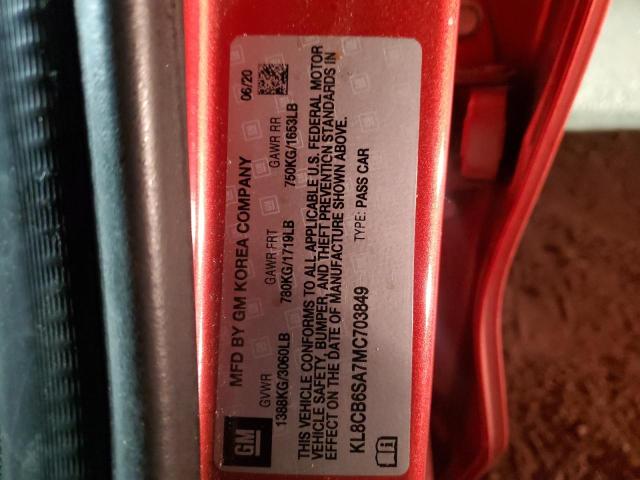 GM
MFD BY GM KOREA COMPANY 06/20
GVWR GAWR FRT GAWR RR
1388KG/3060LB 780KG/1719LB 750KG/1653LB
THIS VEHICLE CONFORMS TO ALL APPLICABLE U.S. FEDERAL MOTOR
VEHICLE SAFETY, BUMPER, AND THEFT PREVENTION STANDARDS IN
EFFECT ON THE DATE OF MANUFACTURE SHOWN ABOVE.
KL8CB6SA7MC703849 TYPE: PASS CAR